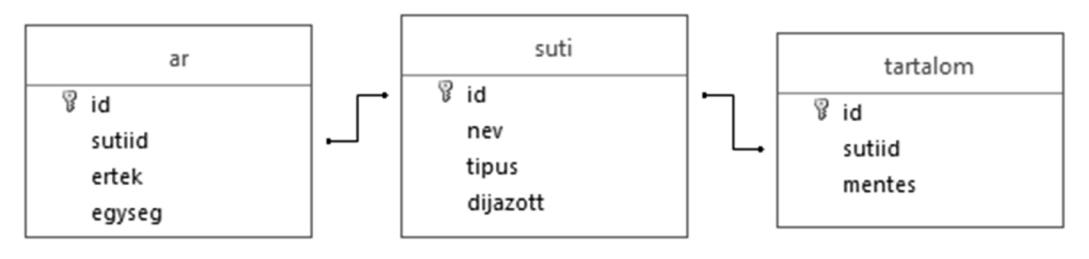 ar
id
sutiid
ertek
egyseg
suti
id
nev
tipus
dijazott
tartalom
id
sutiid
mentes